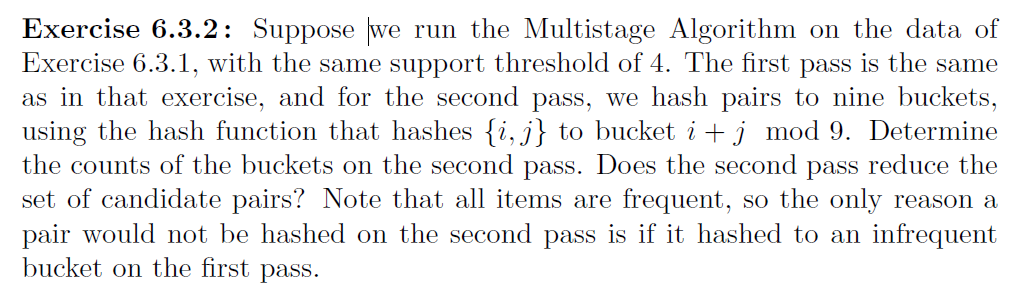 Exercise 6.3.2: Suppose we run the Multistage Algorithm on the data of
Exercise 6.3.1, with the same support threshold of 4. The first pass is the same
as in that exercise, and for the second pass, we hash pairs to nine buckets,
using the hash function that hashes {i, j} to bucket i + j mod 9. Determine
the counts of the buckets on the second pass. Does the second pass reduce the
set of candidate pairs? Note that all items are frequent, so the only reason a
pair would not be hashed on the second pass is if it hashed to an infrequent
bucket on the first pass.